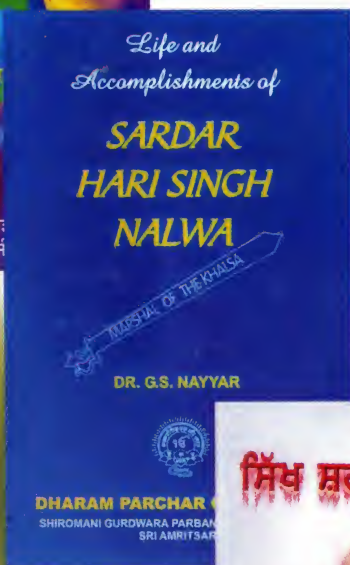 Life and
Accomplishments of
SARDAR
HARI SINGH
NALWA
MARSHAL OF THE KHALSA
DR. G.S. NAYYAR
DHARAM PARCHAR
SHIROMANI GURDWARA
SRI AMRITSAR
ਸਿੱਖ